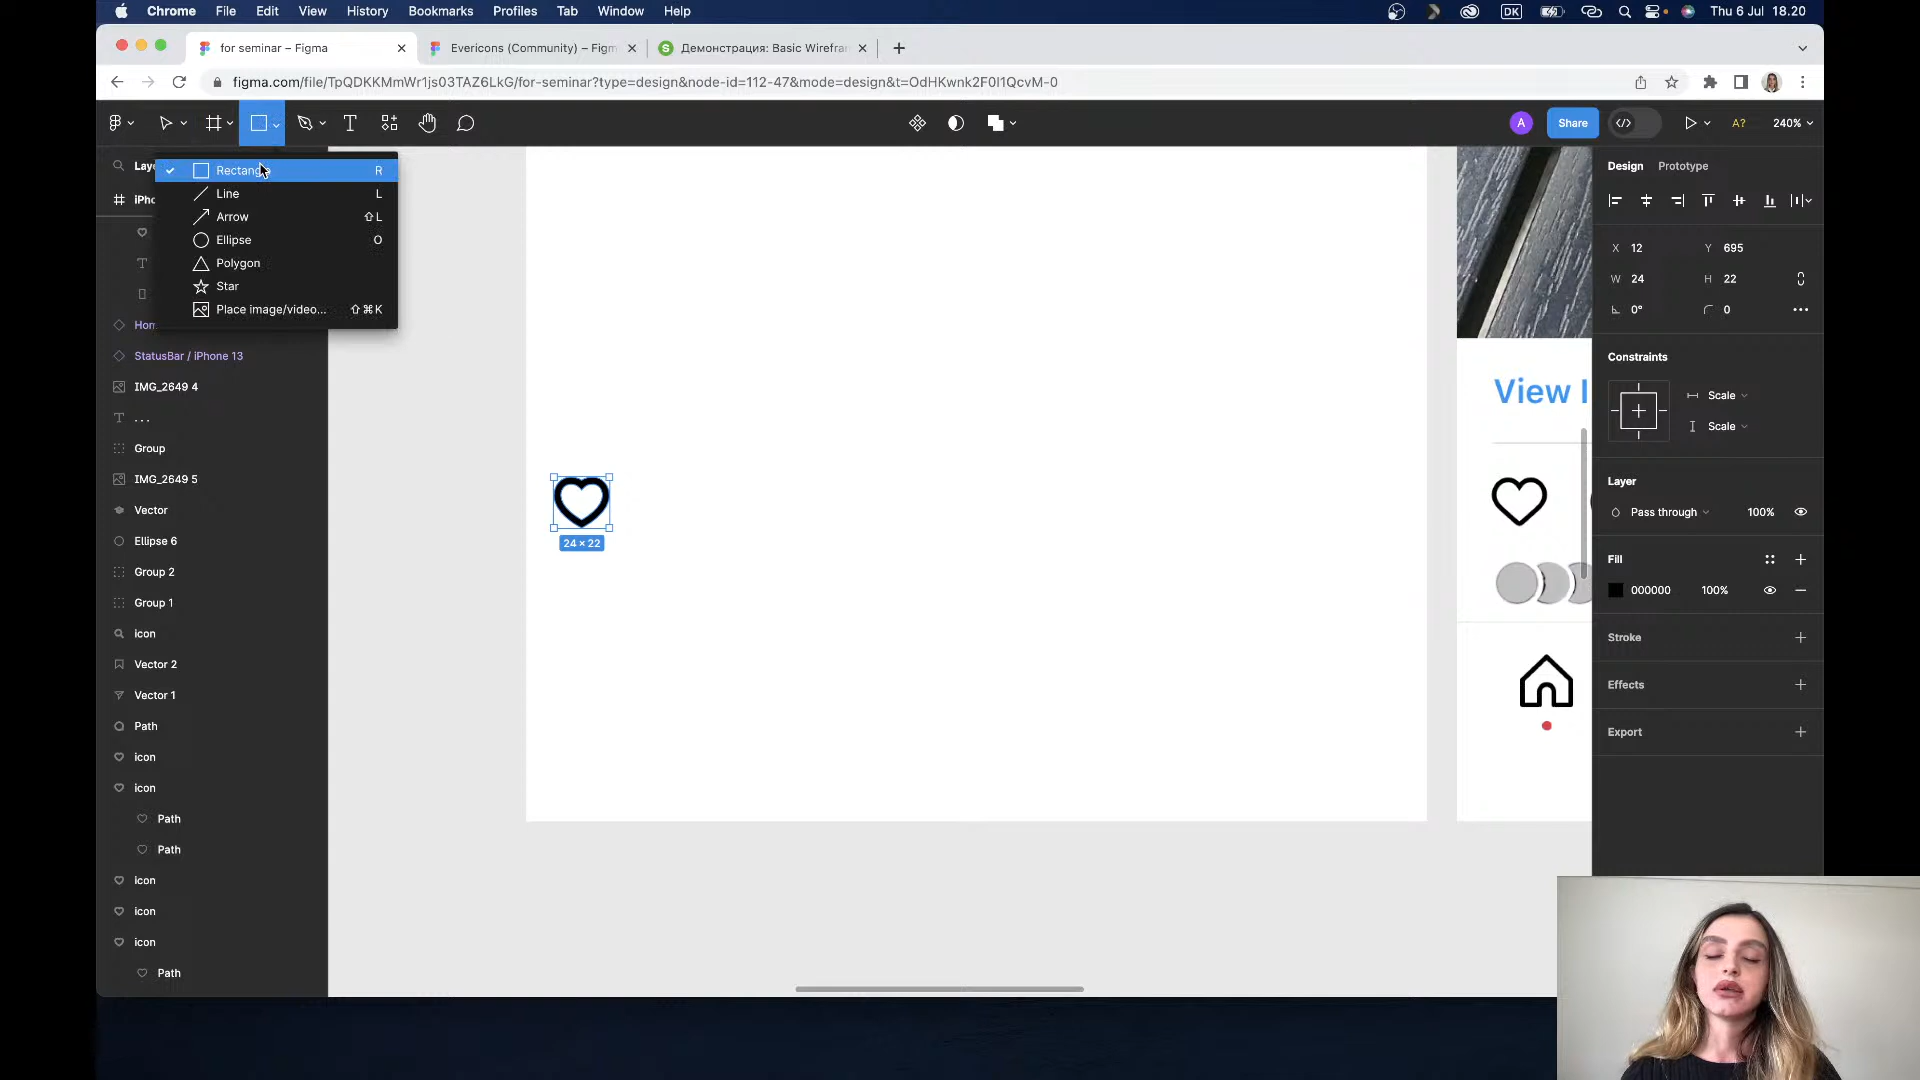 Chrome File Edit View History Bookmarks Profiles Tab Window Help
DK Thu 6 Jul 18.20
for seminar – Figma
Evericons (Community) – Figm
Демонстрация: Basic Wirefram
figma.com/file/TpQDKKMmWr1js03TAZ6LkG/for-seminar?type=design&node-id=112-47&mode=design&t=OdHKwnk2F0I1QcvM-0
A Share A? 240%
Laye
iPho
Hom
StatusBar / iPhone 13
IMG_2649 4
. . .
Group
IMG_2649 5
Vector
Ellipse 6
Group 2
Group 1
icon
Vector 2
Vector 1
Path
icon
icon
Path
Path
icon
icon
icon
Path
Rectangle R
Line L
Arrow ⇧L
Ellipse O
Polygon
Star
Place image/video... ⇧⌘K
24 × 22
View I
Design Prototype
X 12 Y 695
W 24 H 22
0° 0
Constraints
Scale
Scale
Layer
Pass through 100%
Fill
000000 100%
Stroke
Effects
Export